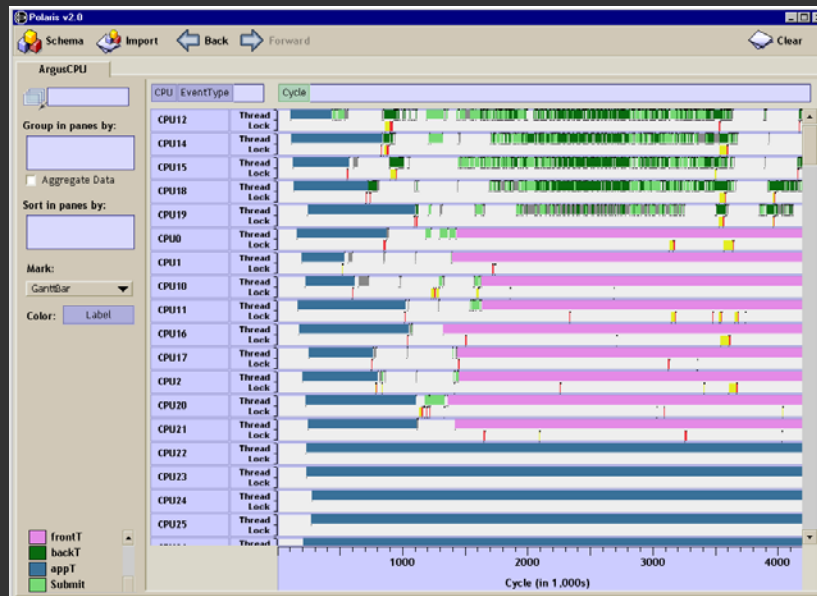 Polaris v2.0
Schema Import Back Forward Clear
ArgusCPU
CPU EventType Cycle
Group in panes by:
Aggregate Data
Sort in panes by:
Mark:
GanttBar
Color: Label
CPU12 Thread
Lock
CPU14 Thread
Lock
CPU15 Thread
Lock
CPU18 Thread
Lock
CPU19 Thread
Lock
CPU0 Thread
Lock
CPU1 Thread
Lock
CPU10 Thread
Lock
CPU11 Thread
Lock
CPU16 Thread
Lock
CPU17 Thread
Lock
CPU2 Thread
Lock
CPU20 Thread
Lock
CPU21 Thread
Lock
CPU22 Thread
Lock
CPU23 Thread
Lock
CPU24 Thread
Lock
CPU25 Thread
Lock
Thread
frontT
backT
appT
Submit
1000 2000 3000 4000
Cycle (in 1,000s)